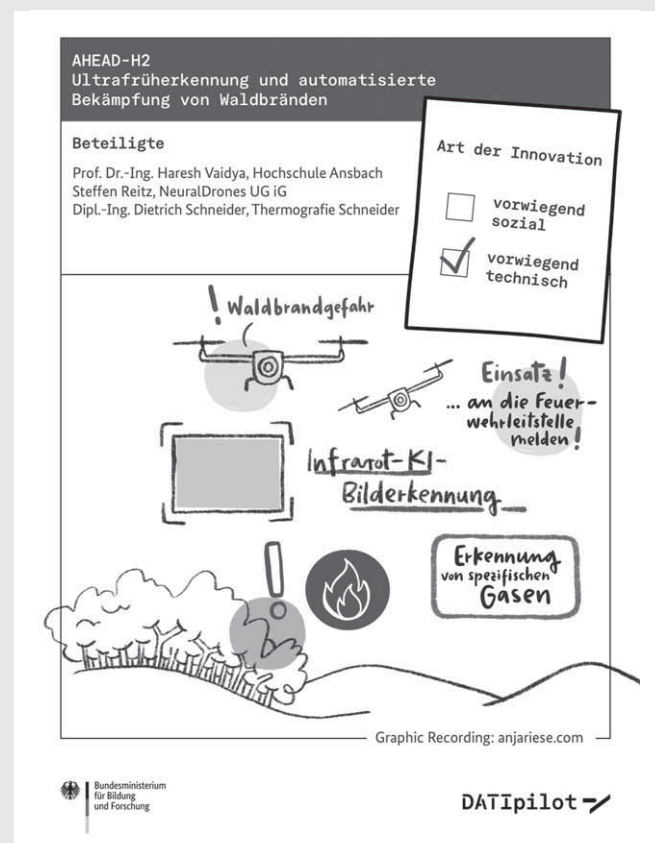 AHEAD-H2
Ultrafrüherkennung und automatisierte
Bekämpfung von Waldbränden
Beteiligte
Prof. Dr.-Ing. Haresh Vaidya, Hochschule Ansbach
Steffen Reitz, NeuralDrones UG iG
Dipl.-Ing. Dietrich Schneider, Thermografie Schneider
Art der Innovation
vorwiegend
sozial
vorwiegend
technisch
! Waldbrandgefahr
Einsatz!
... an die Feuer-
wehrleitstelle
melden!
Infrarot-KI-
Bilderkennung
!
Erkennung
von spezifischen
Gasen
Graphic Recording: anjariese.com
Bundesministerium
für Bildung
und Forschung
DATIpilot